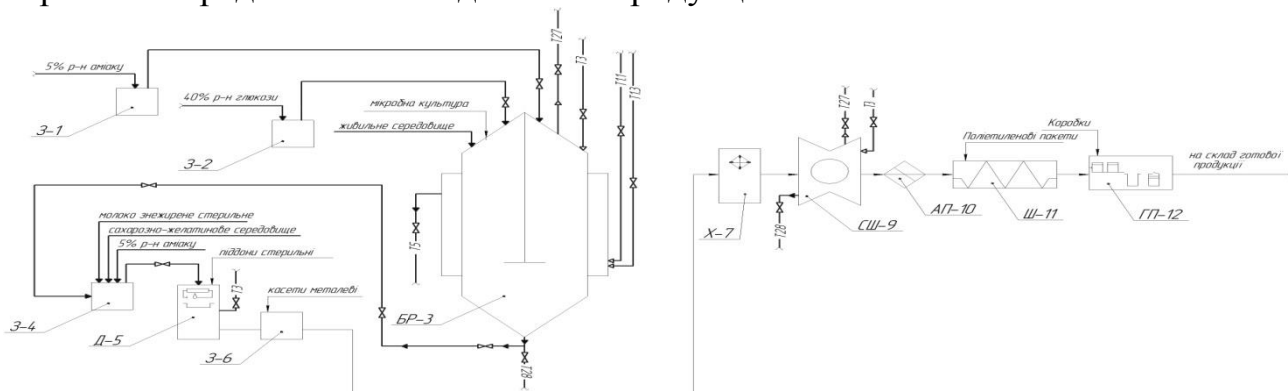 5% р-н аміаку
З-1
40% р-н глюкози
З-2
мікробна культура
живильне середовище
Т27
Т3
Т11
Т13
Т5
БР-3
Т28
молоко знежирене стерильне
сахарозно-желатинове середовище
5% р-н аміаку
піддони стерильні
Т3
З-4
Д-5
касети металеві
З-6
Х-7
Т27
Т28
СШ-9
АП-10
Поліетиленові пакети
Ш-11
Коробки
ГП-12
на склад готової
продукції